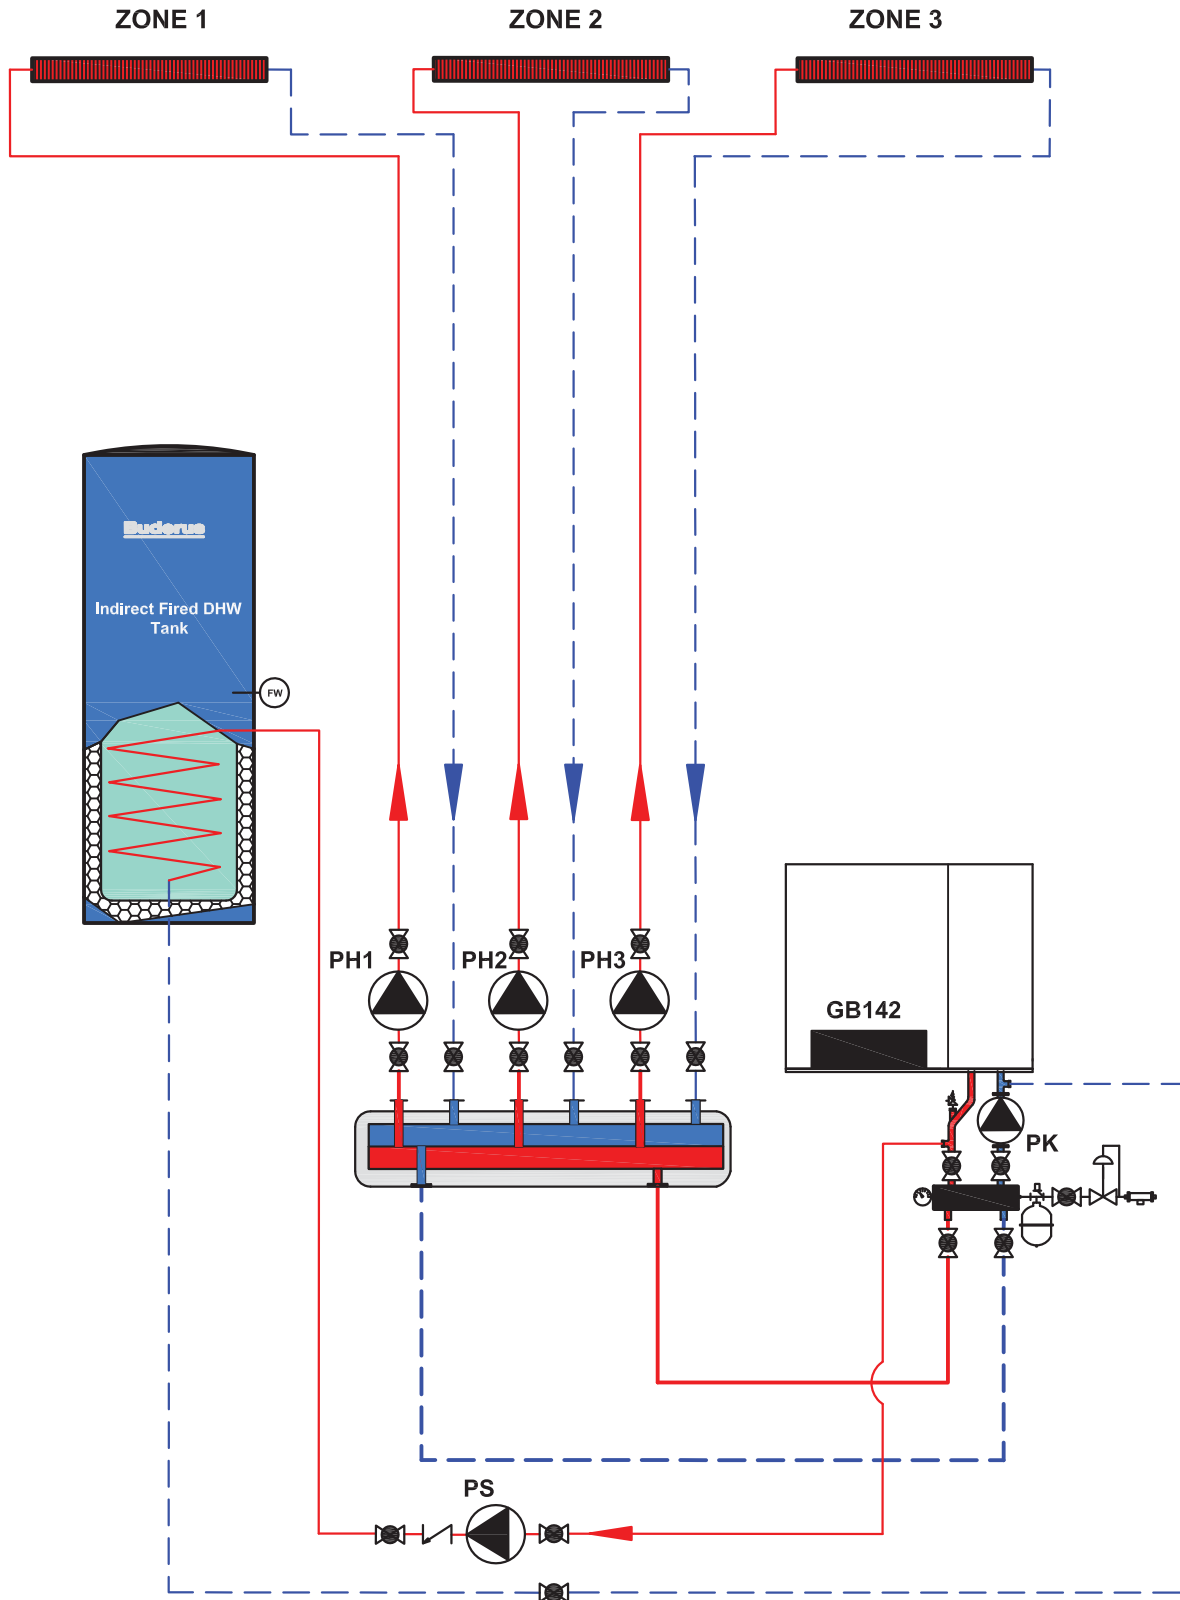 ZONE 1
ZONE 2
ZONE 3
Buderus
Indirect Fired DHW
Tank
FW
PH1
PH2
PH3
GB142
PK
PS